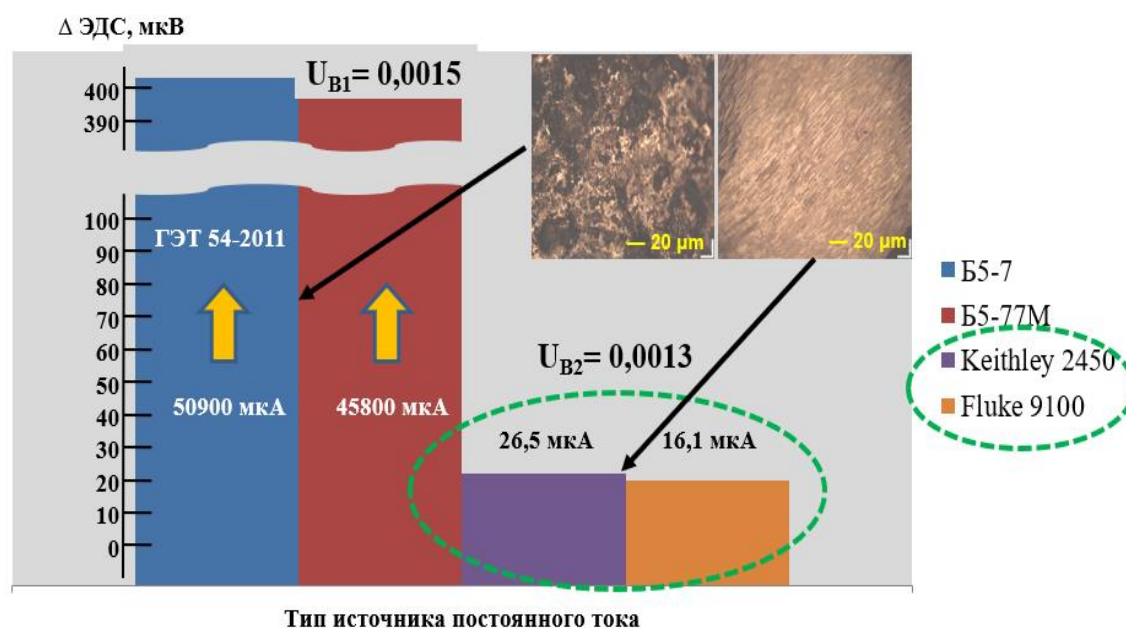 Δ ЭДС, мкВ
400
390
100
90
80
70
60
50
40
30
20
10
0
U_B1= 0,0015
ГЭТ 54-2011
50900 мкА
45800 мкА
20 µm
20 µm
U_B2= 0,0013
26,5 мкА
16,1 мкА
Б5-7
Б5-77М
Keithley 2450
Fluke 9100
Тип источника постоянного тока